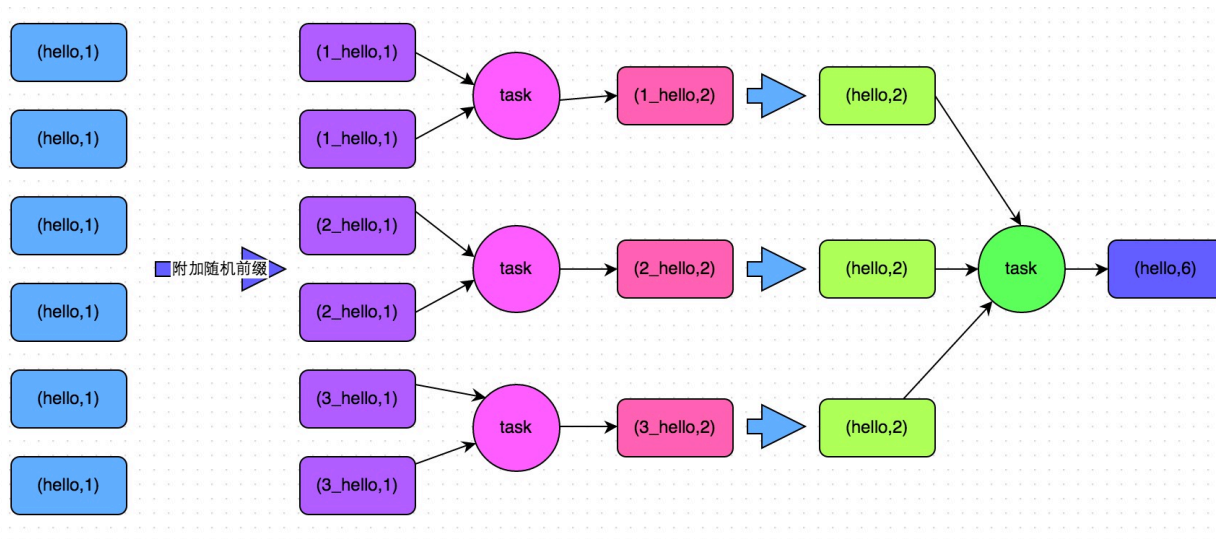 (hello,1)
(hello,1)
(hello,1)
(hello,1)
(hello,1)
(hello,1)
附加随机前缀
(1_hello,1)
(1_hello,1)
(2_hello,1)
(2_hello,1)
(3_hello,1)
(3_hello,1)
task
task
task
(1_hello,2)
(2_hello,2)
(3_hello,2)
(hello,2)
(hello,2)
(hello,2)
task
(hello,6)